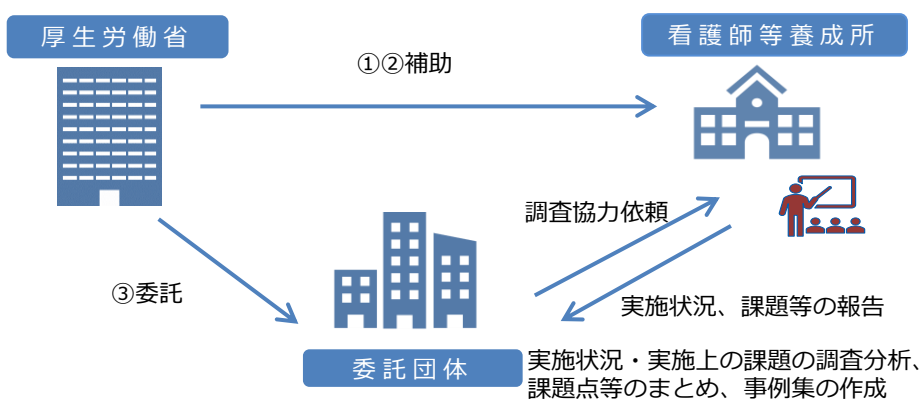 厚生労働省
看護師等養成所
①②補助
調査協力依頼
③委託
実施状況、課題等の報告
委託団体
実施状況・実施上の課題の調査分析、
課題点等のまとめ、事例集の作成